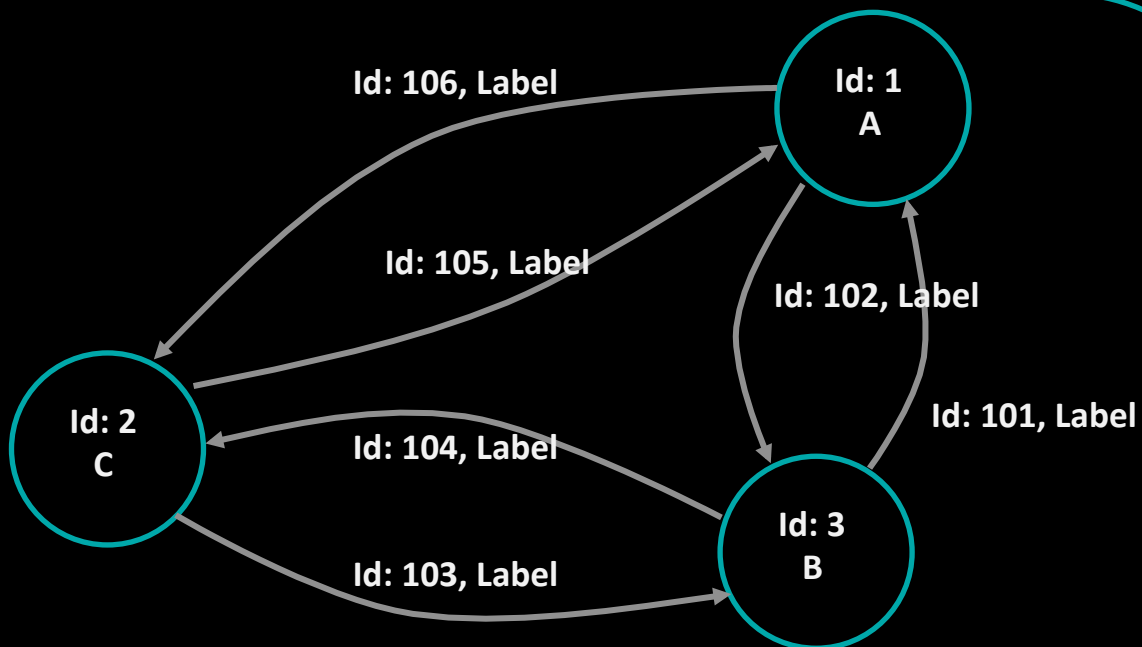 Id: 106, Label
Id: 1
A
Id: 105, Label
Id: 102, Label
Id: 2
C
Id: 101, Label
Id: 104, Label
Id: 3
B
Id: 103, Label